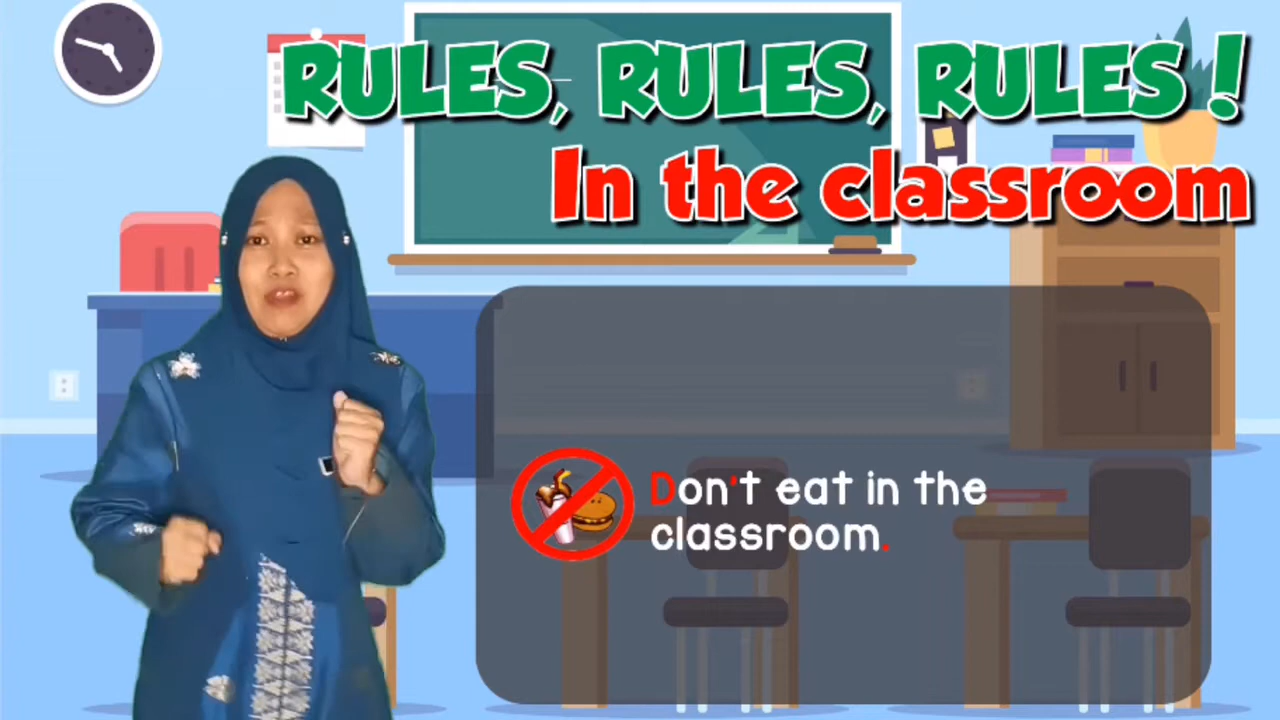 RULES, RULES, RULES!
In the classroom
Don't eat in the
classroom.